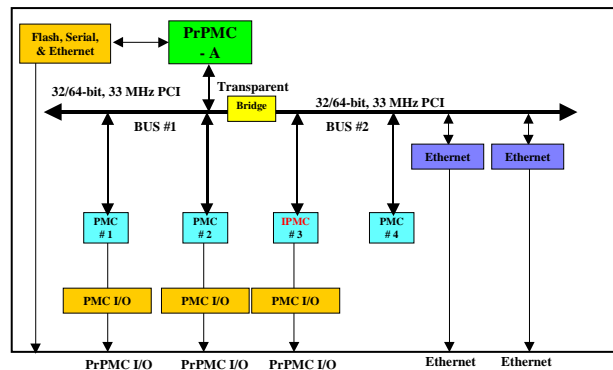 Flash, Serial,
& Ethernet
PrPMC
- A
Transparent
32/64-bit, 33 MHz PCI
Bridge
32/64-bit, 33 MHz PCI
BUS #1
BUS #2
Ethernet
Ethernet
PMC
# 1
PMC
# 2
IPMC
# 3
PMC
# 4
PMC I/O
PMC I/O
PMC I/O
PrPMC I/O
PrPMC I/O
PrPMC I/O
Ethernet
Ethernet